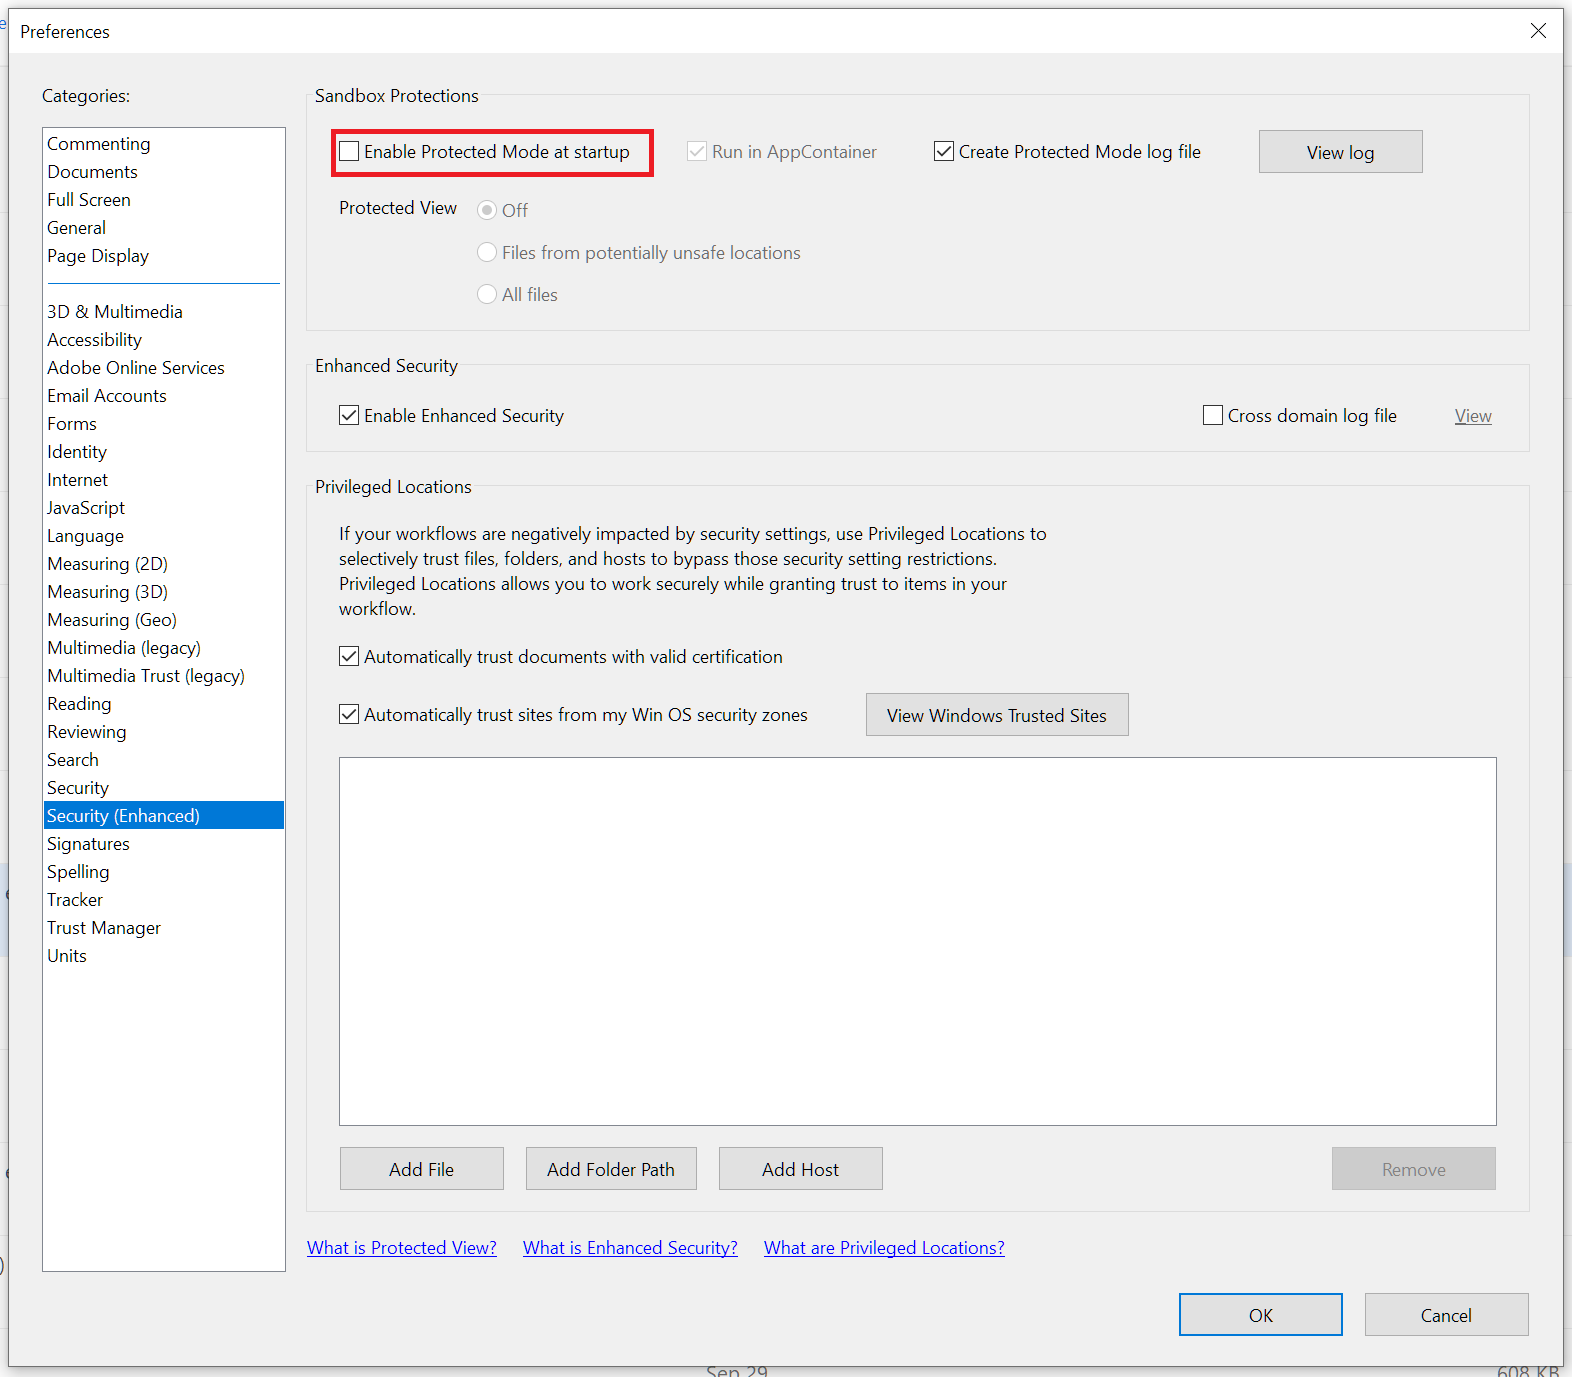 Preferences
Categories:
Commenting
Documents
Full Screen
General
Page Display
3D & Multimedia
Accessibility
Adobe Online Services
Email Accounts
Forms
Identity
Internet
JavaScript
Language
Measuring (2D)
Measuring (3D)
Measuring (Geo)
Multimedia (legacy)
Multimedia Trust (legacy)
Reading
Reviewing
Search
Security
Security (Enhanced)
Signatures
Spelling
Tracker
Trust Manager
Units
Sandbox Protections
Enable Protected Mode at startup
Run in AppContainer
Create Protected Mode log file
View log
Protected View
Off
Files from potentially unsafe locations
All files
Enhanced Security
Enable Enhanced Security
Cross domain log file
View
Privileged Locations
If your workflows are negatively impacted by security settings, use Privileged Locations to
selectively trust files, folders, and hosts to bypass those security setting restrictions.
Privileged Locations allows you to work securely while granting trust to items in your
workflow.
Automatically trust documents with valid certification
Automatically trust sites from my Win OS security zones
View Windows Trusted Sites
Add File
Add Folder Path
Add Host
Remove
What is Protected View?
What is Enhanced Security?
What are Privileged Locations?
OK
Cancel
Sep 29
608 KB